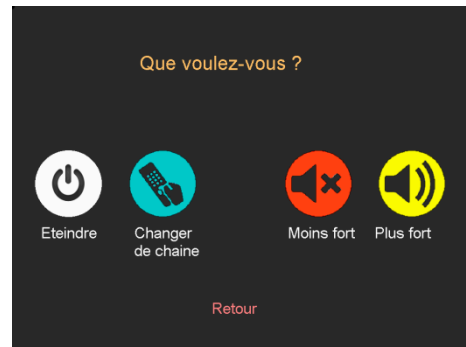 Que voulez-vous ?
Eteindre
Changer
de chaine
Moins fort
Plus fort
Retour